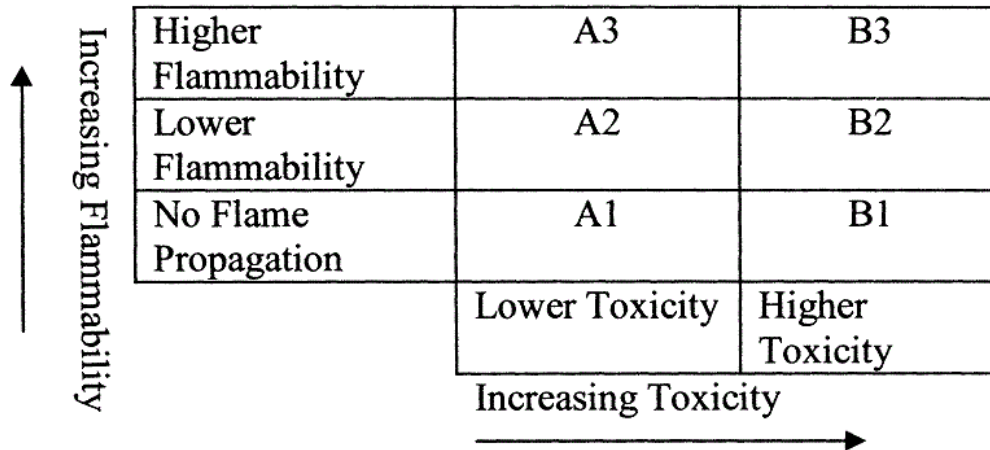 Increasing Flammability
Higher A3 B3
Flammability
Lower A2 B2
Flammability
No Flame A1 B1
Propagation
Lower Toxicity Higher
Toxicity
Increasing Toxicity